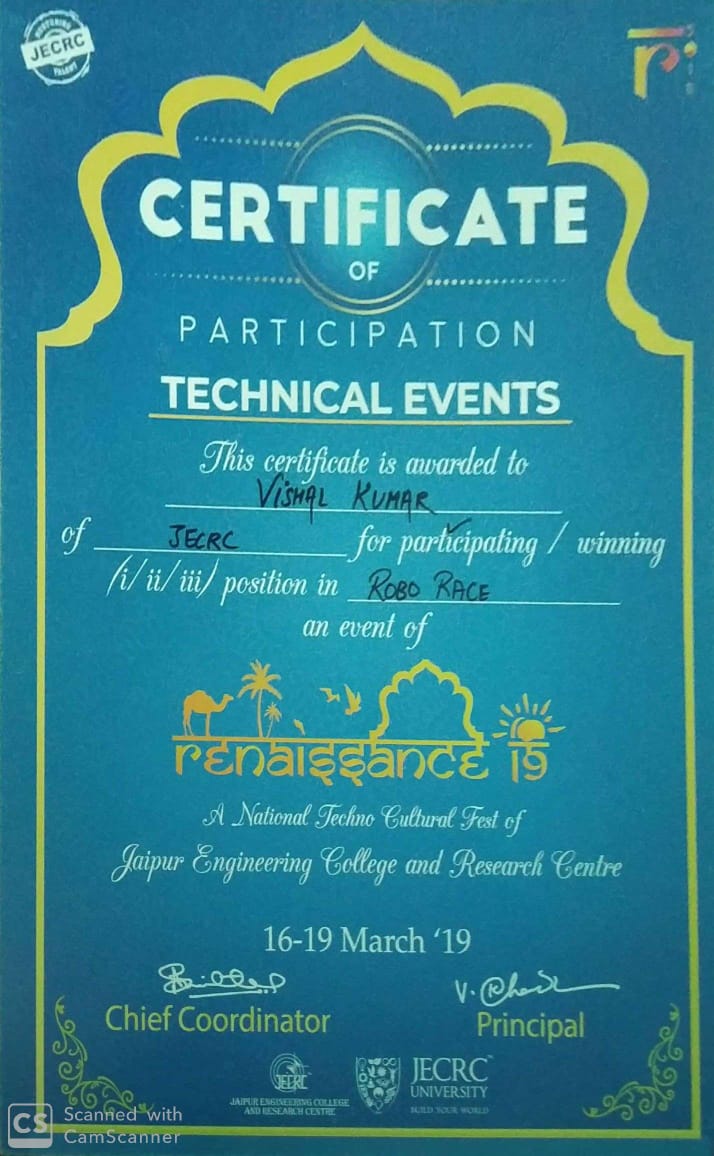 NURTURING
JECRC
TALENT
CERTIFICATE
OF
PARTICIPATION
TECHNICAL EVENTS
This certificate is awarded to
VISHAL KUMAR
of JECRC for participating / winning
(i/ii/iii) position in ROBO RACE
an event of
renaissance 19
A National Techno Cultural Fest of
Jaipur Engineering College and Research Centre
16-19 March ‘19
Chief Coordinator Principal
JECRC
JAIPUR ENGINEERING COLLEGE
AND RESEARCH CENTRE
JECRC
UNIVERSITY
BUILD YOUR WORLD
CS Scanned with
CamScanner